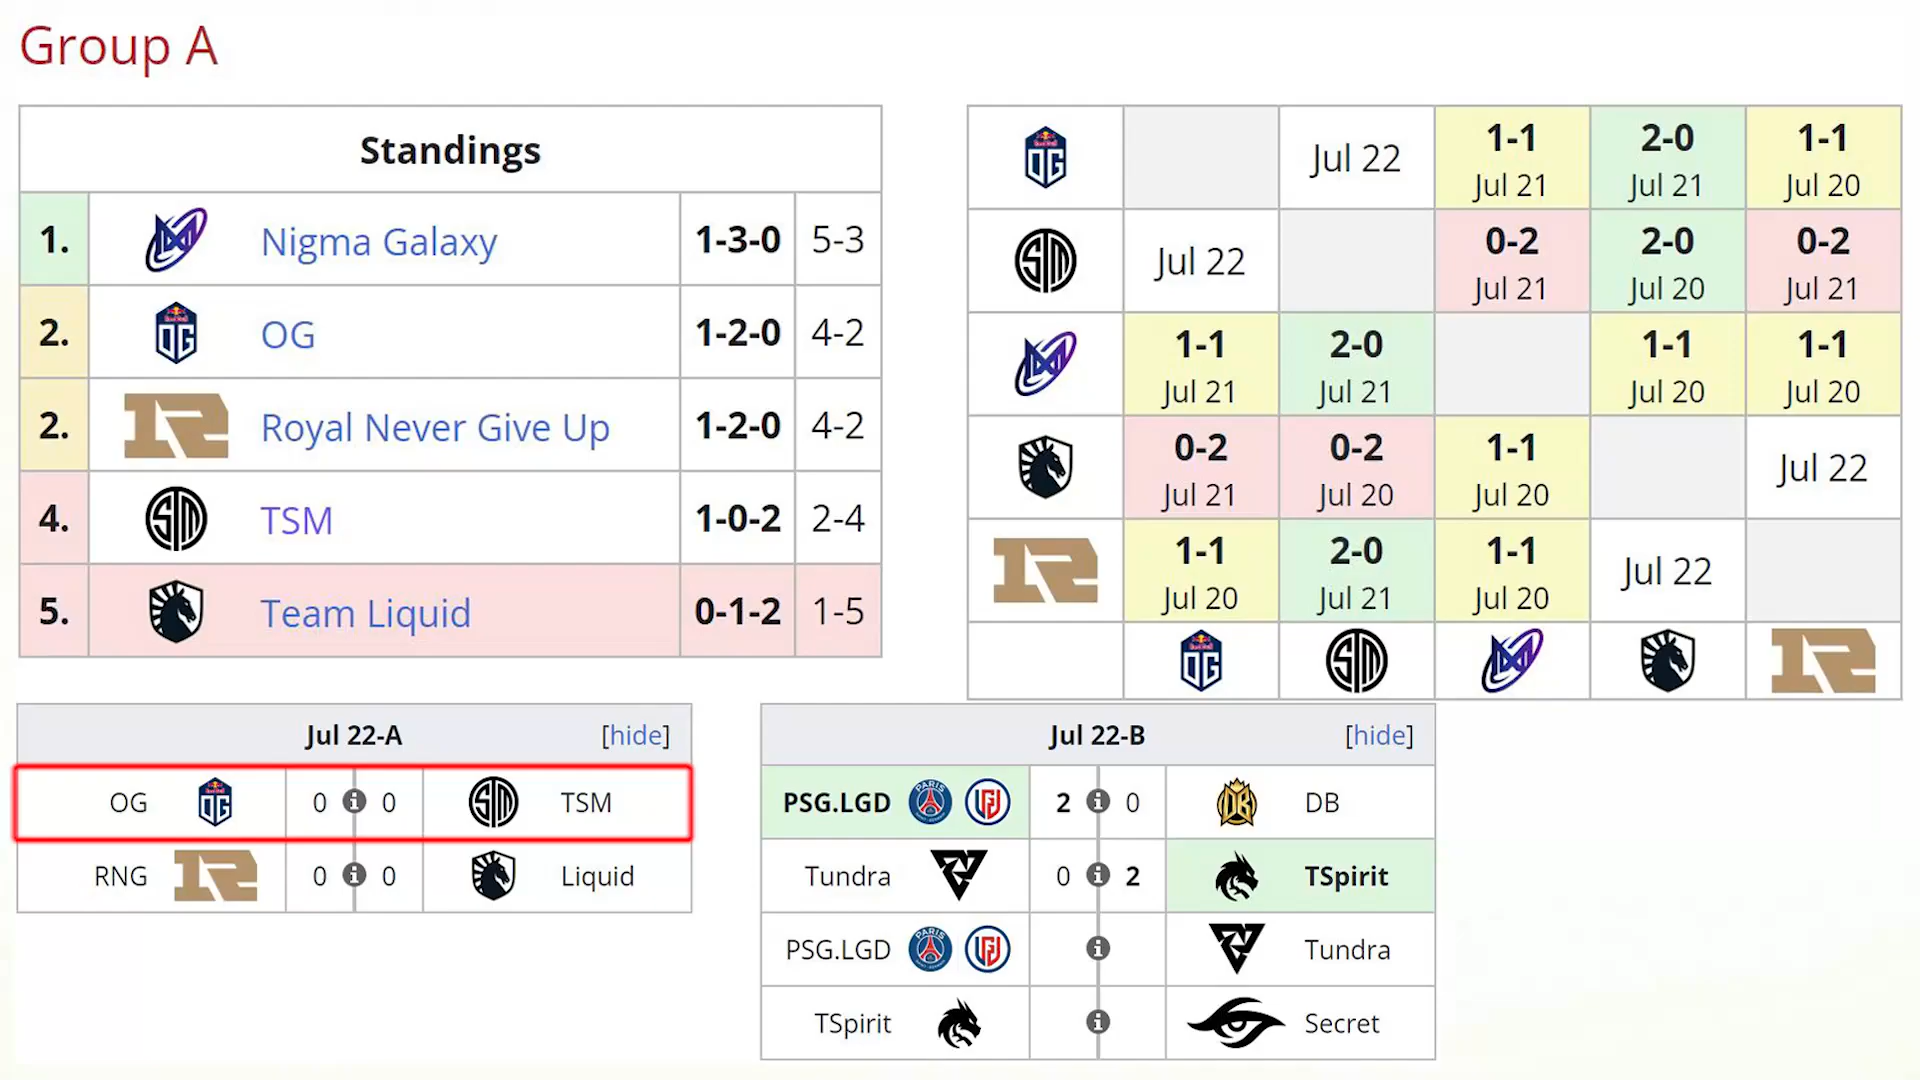 Group A
Standings
1. Nigma Galaxy 1-3-0 5-3
2. OG OG 1-2-0 4-2
2. Royal Never Give Up 1-2-0 4-2
4. TSM 1-0-2 2-4
5. Team Liquid 0-1-2 1-5
OG Jul 22 1-1 2-0 1-1
Jul 21 Jul 21 Jul 20
Jul 22 0-2 2-0 0-2
Jul 21 Jul 20 Jul 21
1-1 2-0 1-1 1-1
Jul 21 Jul 21 Jul 20 Jul 20
0-2 0-2 1-1 Jul 22
Jul 21 Jul 20 Jul 20
1-1 2-0 1-1 Jul 22
Jul 20 Jul 21 Jul 20
OG
Jul 22-A [hide]
OG OG 0 i 0 TSM
RNG 0 i 0 Liquid
Jul 22-B [hide]
PSG.LGD PARIS 2 i 0 DB DB
Tundra 0 i 2 TSpirit
PSG.LGD PARIS i Tundra
TSpirit i Secret